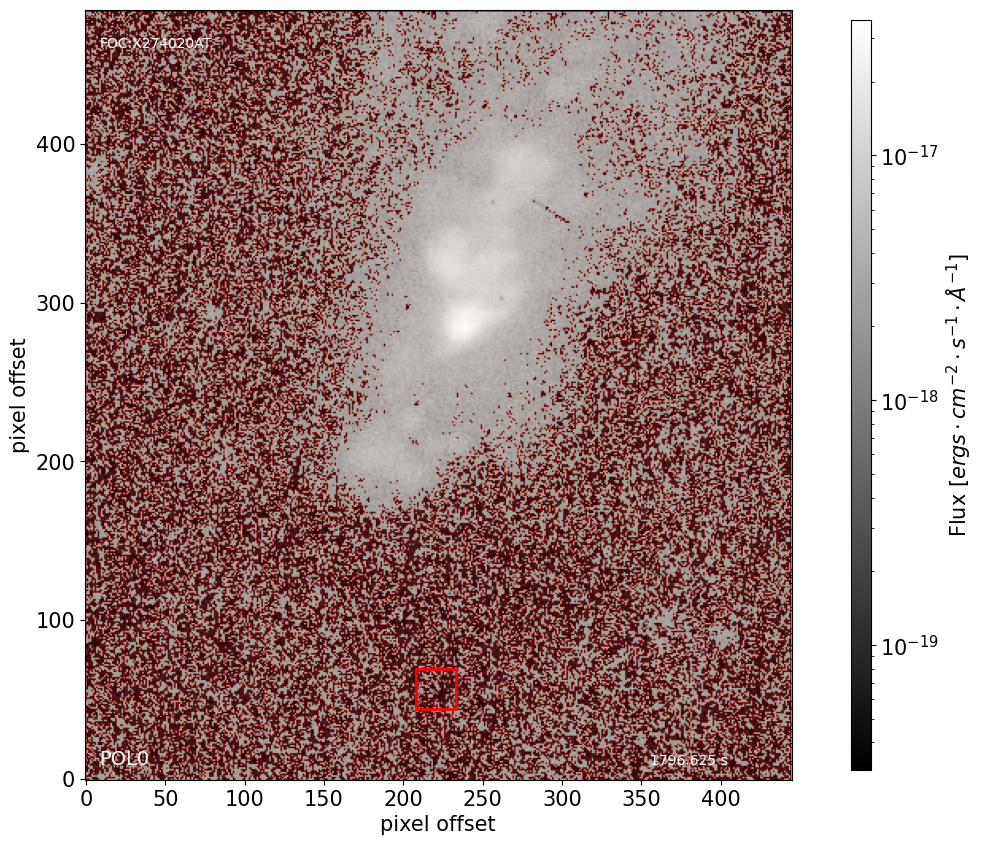 FOC:X274020AT
POL0
1796.625 s
400
300
200
100
0
0 50 100 150 200 250 300 350 400
pixel offset
pixel offset
10⁻¹⁷
10⁻¹⁸
10⁻¹⁹
Flux [ergs · cm⁻² · s⁻¹ · Å⁻¹]